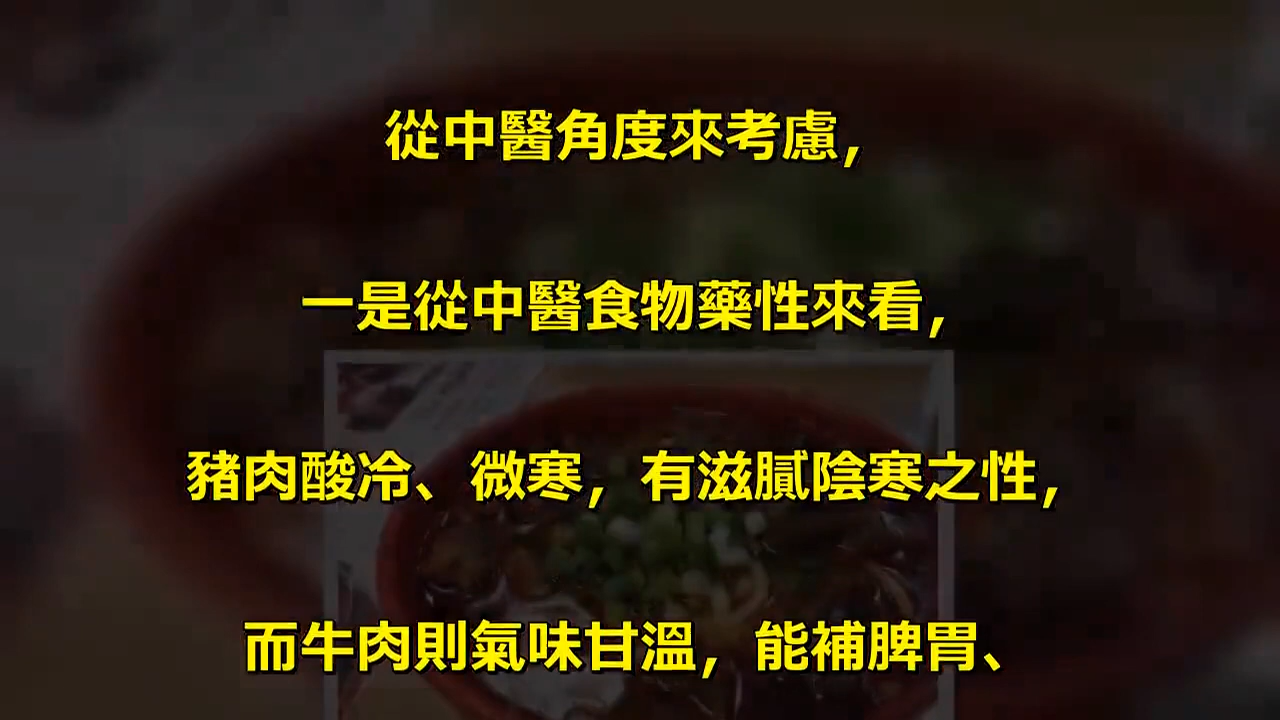 從中醫角度來考慮，
一是從中醫食物藥性來看，
豬肉酸冷、微寒，有滋膩陰寒之性，
而牛肉則氣味甘溫，能補脾胃、